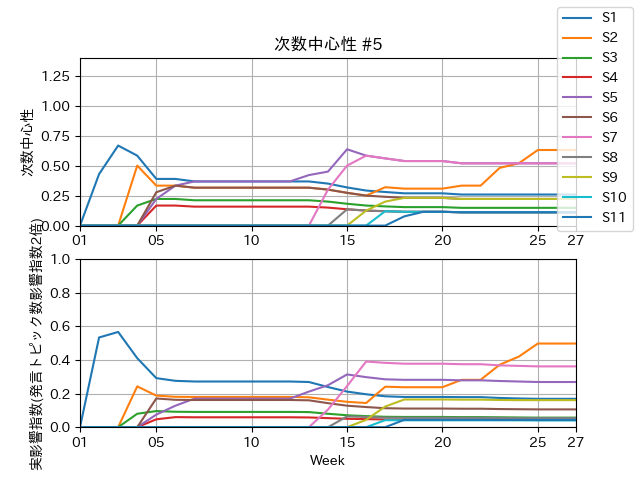 次数中心性 #5
次数中心性
1.25
1.00
0.75
0.50
0.25
0.00
01 05 10 15 20 25 27
S1
S2
S3
S4
S5
S6
S7
S8
S9
S10
S11
実影響指数(発言トピック数影響指数2倍)
1.0
0.8
0.6
0.4
0.2
0.0
01 05 10 15 20 25 27
Week